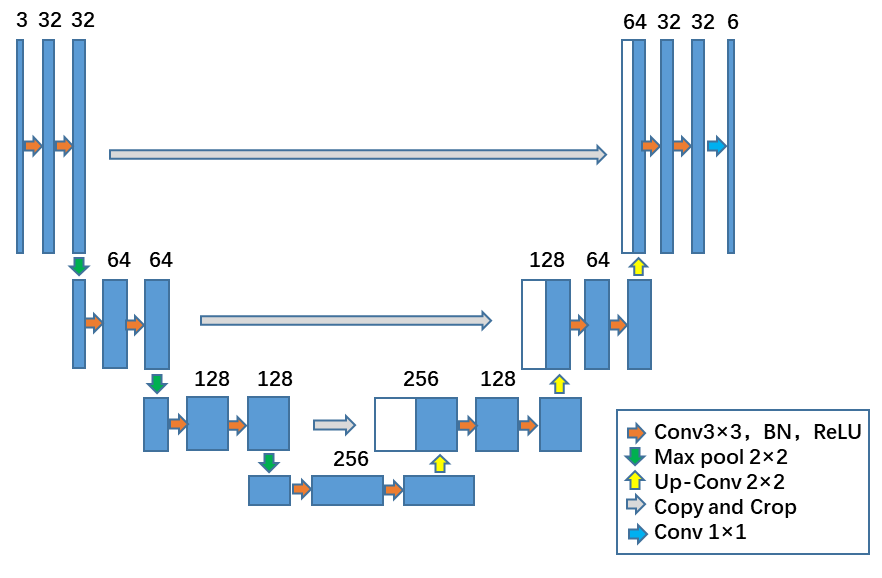 3 32 32
64 32 32 6
64 64
128 64
128 128
256 128
256
Conv3×3，BN，ReLU
Max pool 2×2
Up-Conv 2×2
Copy and Crop
Conv 1×1